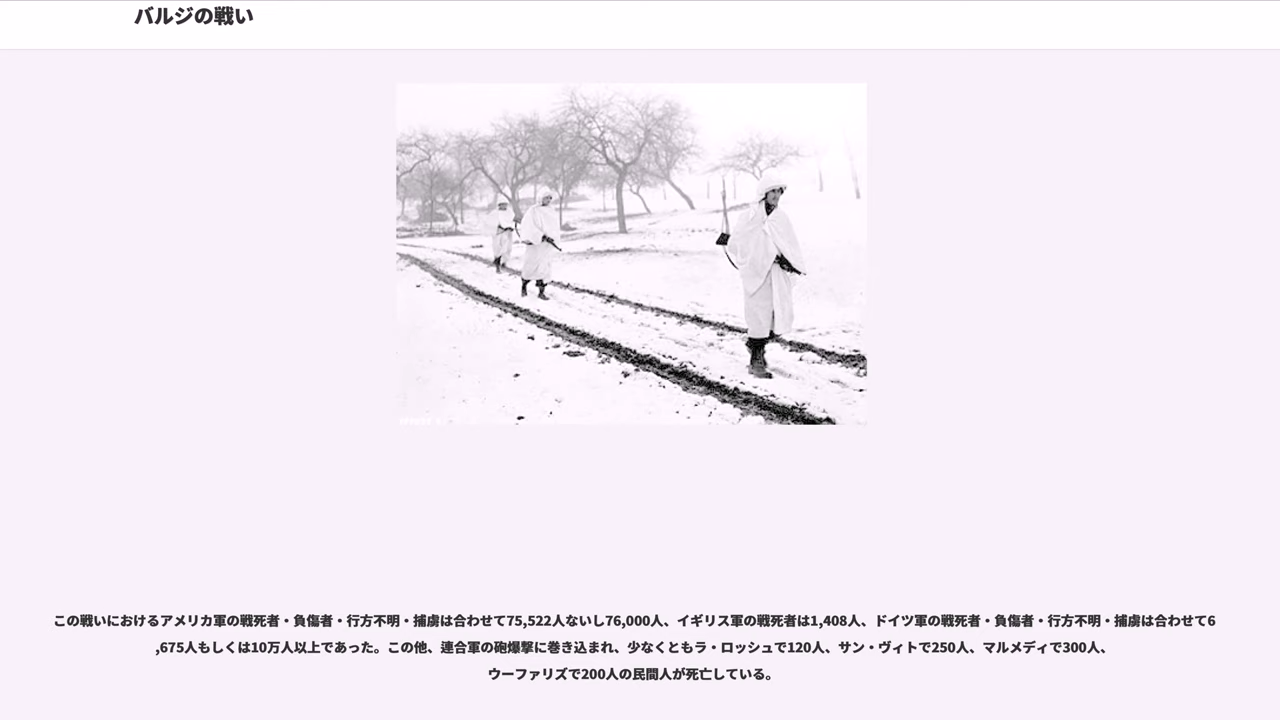 バルジの戦い
この戦いにおけるアメリカ軍の戦死者・負傷者・行方不明・捕虜は合わせて75,522人ないし76,000人、イギリス軍の戦死者は1,408人、ドイツ軍の戦死者・負傷者・行方不明・捕虜は合わせて6
,675人もしくは10万人以上であった。この他、連合軍の砲爆撃に巻き込まれ、少なくともラ・ロッシュで120人、サン・ヴィトで250人、マルメディで300人、
ウーファリズで200人の民間人が死亡している。